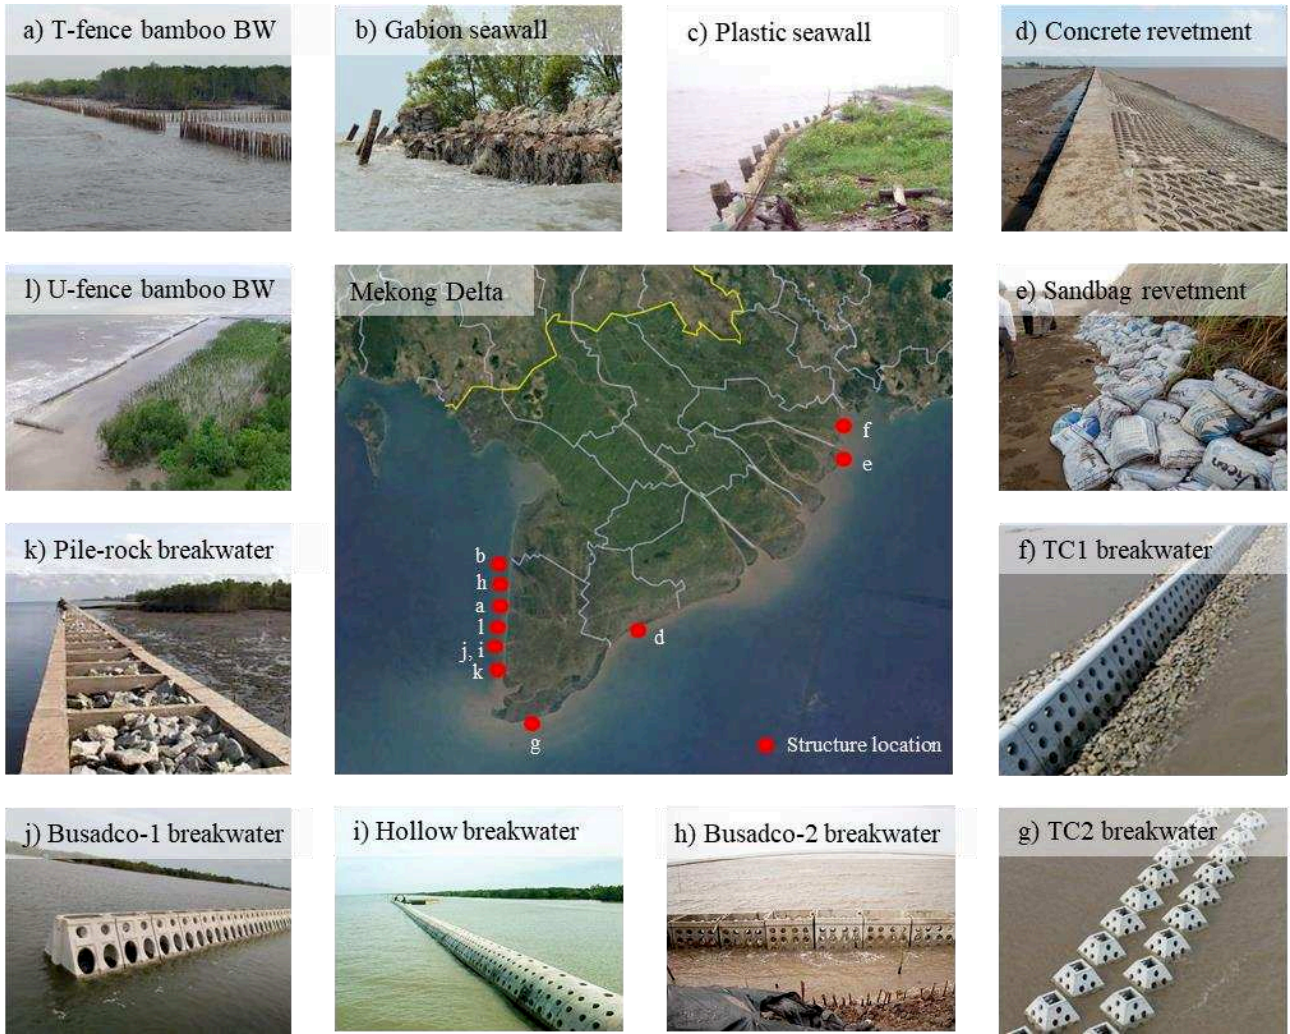 a) T-fence bamboo BW
b) Gabion seawall
c) Plastic seawall
d) Concrete revetment
l) U-fence bamboo BW
Mekong Delta
e) Sandbag revetment
f
e
b
h
a
l
j, i
k
d
g
Structure location
k) Pile-rock breakwater
f) TC1 breakwater
j) Busadco-1 breakwater
i) Hollow breakwater
h) Busadco-2 breakwater
g) TC2 breakwater